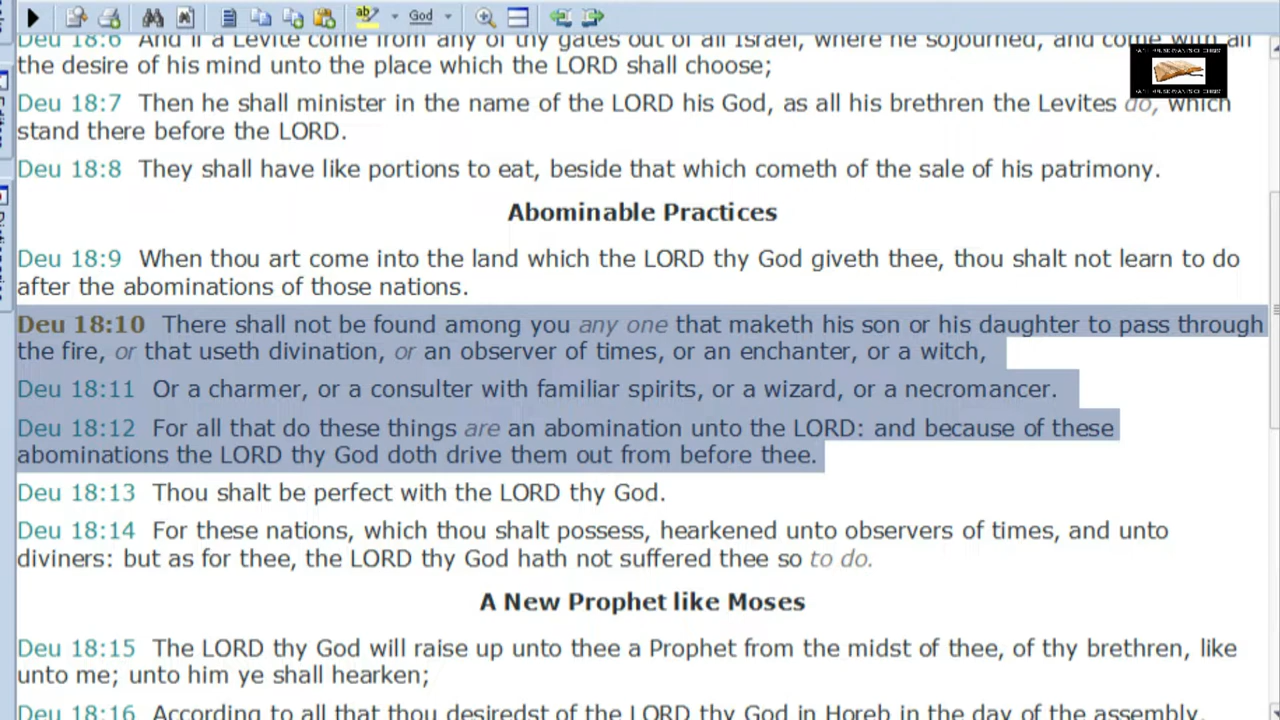 God
Deu 18:6 And if a Levite come from any of thy gates out of all Israel, where he sojourned, and come with all
the desire of his mind unto the place which the LORD shall choose;
Deu 18:7 Then he shall minister in the name of the LORD his God, as all his brethren the Levites do, which
stand there before the LORD.
Deu 18:8 They shall have like portions to eat, beside that which cometh of the sale of his patrimony.
Abominable Practices
Deu 18:9 When thou art come into the land which the LORD thy God giveth thee, thou shalt not learn to do
after the abominations of those nations.
Deu 18:10 There shall not be found among you any one that maketh his son or his daughter to pass through
the fire, or that useth divination, or an observer of times, or an enchanter, or a witch,
Deu 18:11 Or a charmer, or a consulter with familiar spirits, or a wizard, or a necromancer.
Deu 18:12 For all that do these things are an abomination unto the LORD: and because of these
abominations the LORD thy God doth drive them out from before thee.
Deu 18:13 Thou shalt be perfect with the LORD thy God.
Deu 18:14 For these nations, which thou shalt possess, hearkened unto observers of times, and unto
diviners: but as for thee, the LORD thy God hath not suffered thee so to do.
A New Prophet like Moses
Deu 18:15 The LORD thy God will raise up unto thee a Prophet from the midst of thee, of thy brethren, like
unto me; unto him ye shall hearken;
Deu 18:16 According to all that thou desiredst of the LORD thy God in Horeb in the day of the assembly,